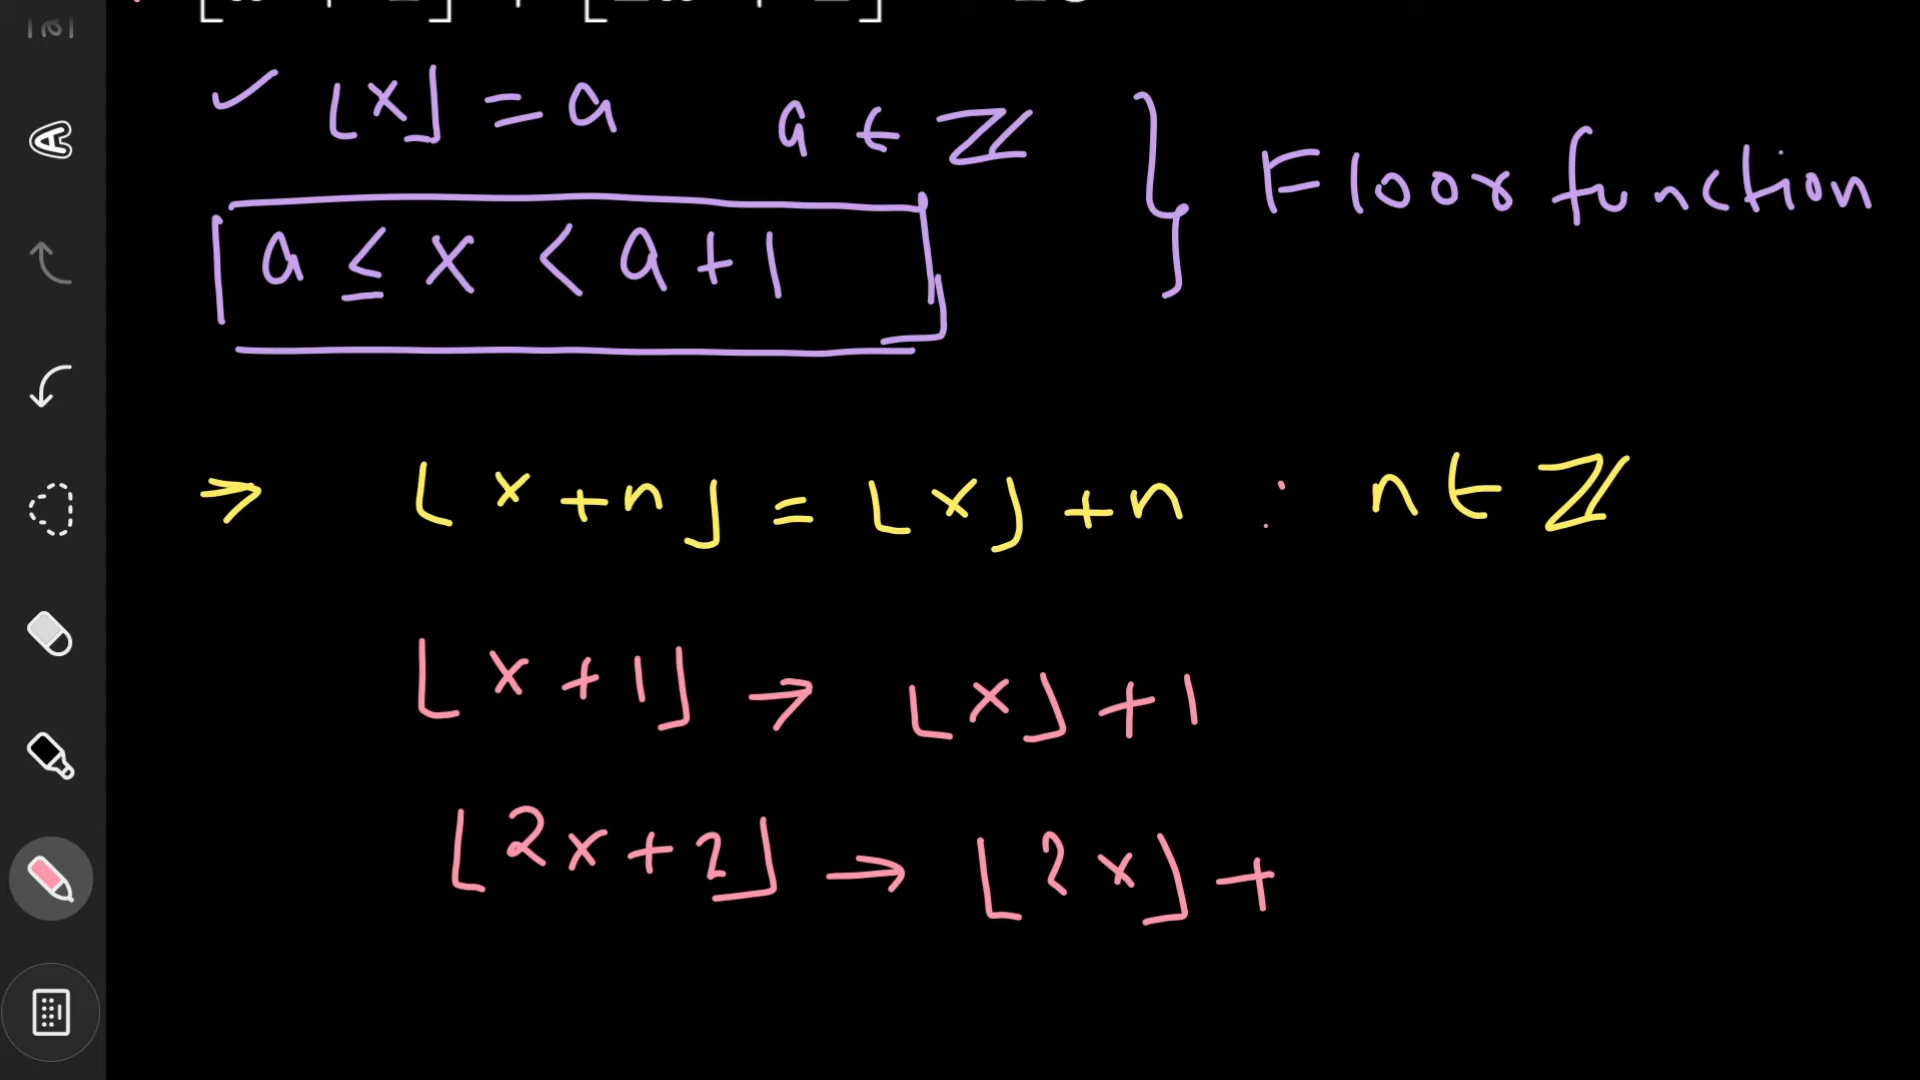 ⌊x⌋ = a a ∈ ℤ } Floor function
a ≤ x < a + 1
→ ⌊x + n⌋ = ⌊x⌋ + n : n ∈ ℤ
⌊x + 1⌋ → ⌊x⌋ + 1
⌊2x + 2⌋ → ⌊2x⌋ +